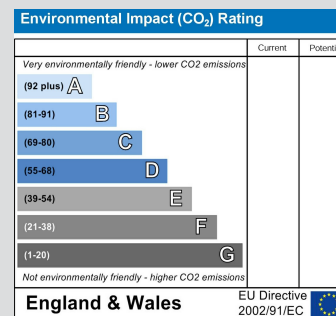 Environmental Impact (CO₂) Rating
Current Potenti
Very environmentally friendly - lower CO2 emissions
(92 plus) A
(81-91) B
(69-80) C
(55-68) D
(39-54) E
(21-38) F
(1-20) G
Not environmentally friendly - higher CO2 emissions
England & Wales
EU Directive
2002/91/EC